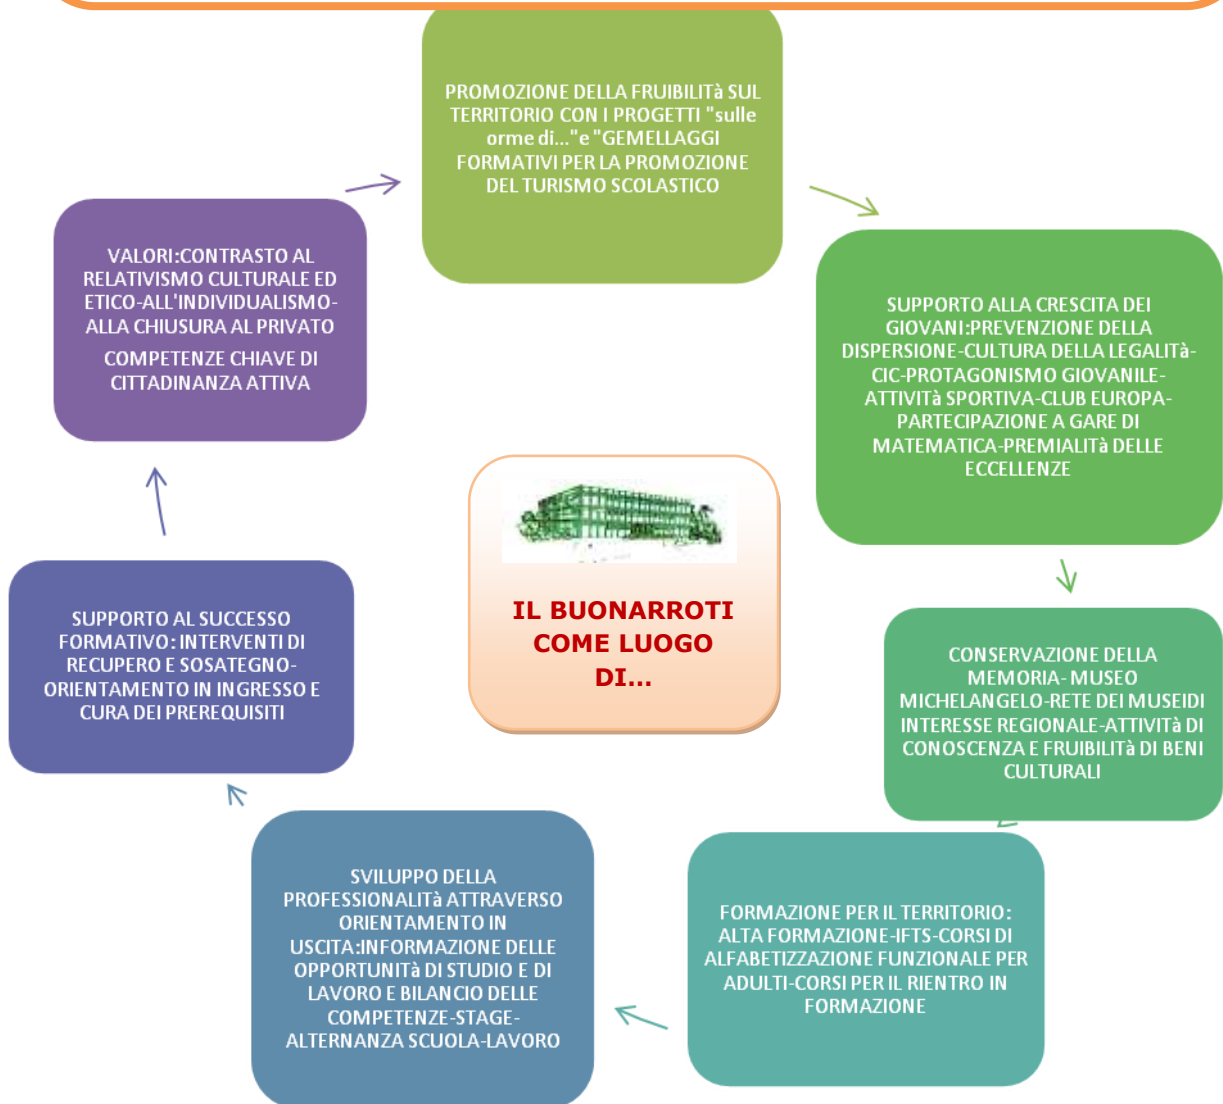 PROMOZIONE DELLA FRUIBILITà SUL
TERRITORIO CON I PROGETTI "sulle
orme di..."e "GEMELLAGGI
FORMATIVI PER LA PROMOZIONE
DEL TURISMO SCOLASTICO
SUPPORTO ALLA CRESCITA DEI
GIOVANI:PREVENZIONE DELLA
DISPERSIONE-CULTURA DELLA LEGALITà-
CIC-PROTAGONISMO GIOVANILE-
ATTIVITà SPORTIVA-CLUB EUROPA-
PARTECIPAZIONE A GARE DI
MATEMATICA-PREMIALITà DELLE
ECCELLENZE
CONSERVAZIONE DELLA
MEMORIA- MUSEO
MICHELANGELO-RETE DEI MUSEIDI
INTERESSE REGIONALE-ATTIVITà DI
CONOSCENZA E FRUIBILITà DI BENI
CULTURALI
FORMAZIONE PER IL TERRITORIO:
ALTA FORMAZIONE-IFTS-CORSI DI
ALFABETIZZAZIONE FUNZIONALE PER
ADULTI-CORSI PER IL RIENTRO IN
FORMAZIONE
SVILUPPO DELLA
PROFESSIONALITà ATTRAVERSO
ORIENTAMENTO IN
USCITA:INFORMAZIONE DELLE
OPPORTUNITà DI STUDIO E DI
LAVORO E BILANCIO DELLE
COMPETENZE-STAGE-
ALTERNANZA SCUOLA-LAVORO
SUPPORTO AL SUCCESSO
FORMATIVO: INTERVENTI DI
RECUPERO E SOSATEGNO-
ORIENTAMENTO IN INGRESSO E
CURA DEI PREREQUISITI
VALORI:CONTRASTO AL
RELATIVISMO CULTURALE ED
ETICO-ALL'INDIVIDUALISMO-
ALLA CHIUSURA AL PRIVATO
COMPETENZE CHIAVE DI
CITTADINANZA ATTIVA
IL BUONARROTI
COME LUOGO
DI...